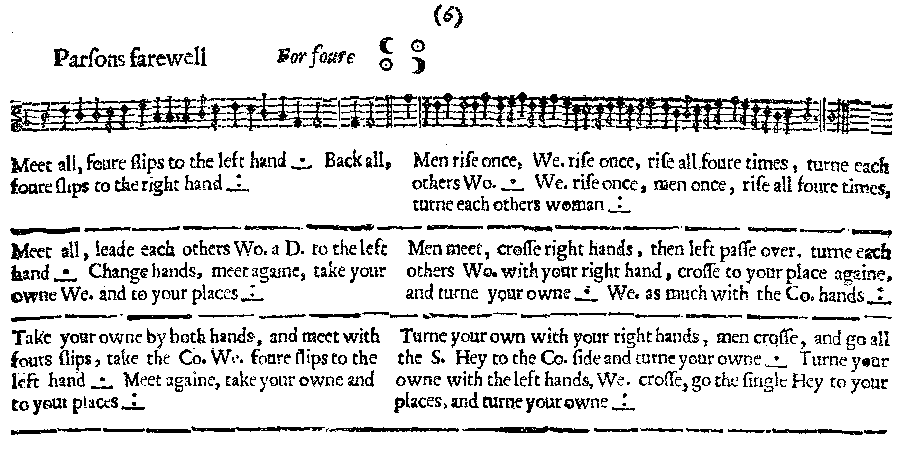 (6)
Parſons farewell For foure
Meet all, foure ſlips to the left hand . Back all,
foure ſlips to the right hand :
Men riſe once, We. riſe once, riſe all foure times, turne each
others Wo. . We. riſe once, men once, riſe all foure times,
turne each others woman :
Meet all, leade each others Wo. a D. to the left
hand . Change hands, meet againe, take your
owne We. and to your places :
Men meet, croſſe right hands, then left paſſe over. turne each
others Wo. with your right hand, croſſe to your place againe,
and turne your owne . We. as much with the Co. hands :
Take your owne by both hands, and meet with
foure ſlips, take the Co. We. foure ſlips to the
left hand . Meet againe, take your owne and
to your places :
Turne your own with your right hands, men croſſe, and go all
the S. Hey to the Co. ſide and turne your owne . Turne your
owne with the left hands, We. croſſe, go the ſingle Hey to your
places, and turne your owne :